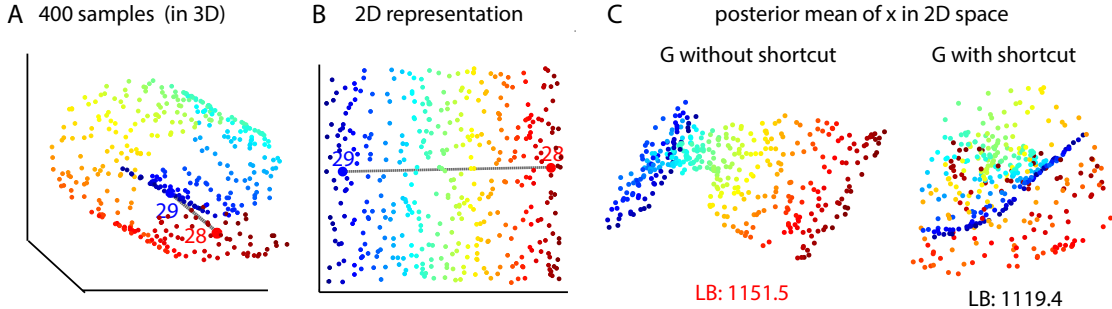 A 400 samples (in 3D)
29
28
B 2D representation
29
28
C posterior mean of x in 2D space
G without shortcut
LB: 1151.5
G with shortcut
LB: 1119.4